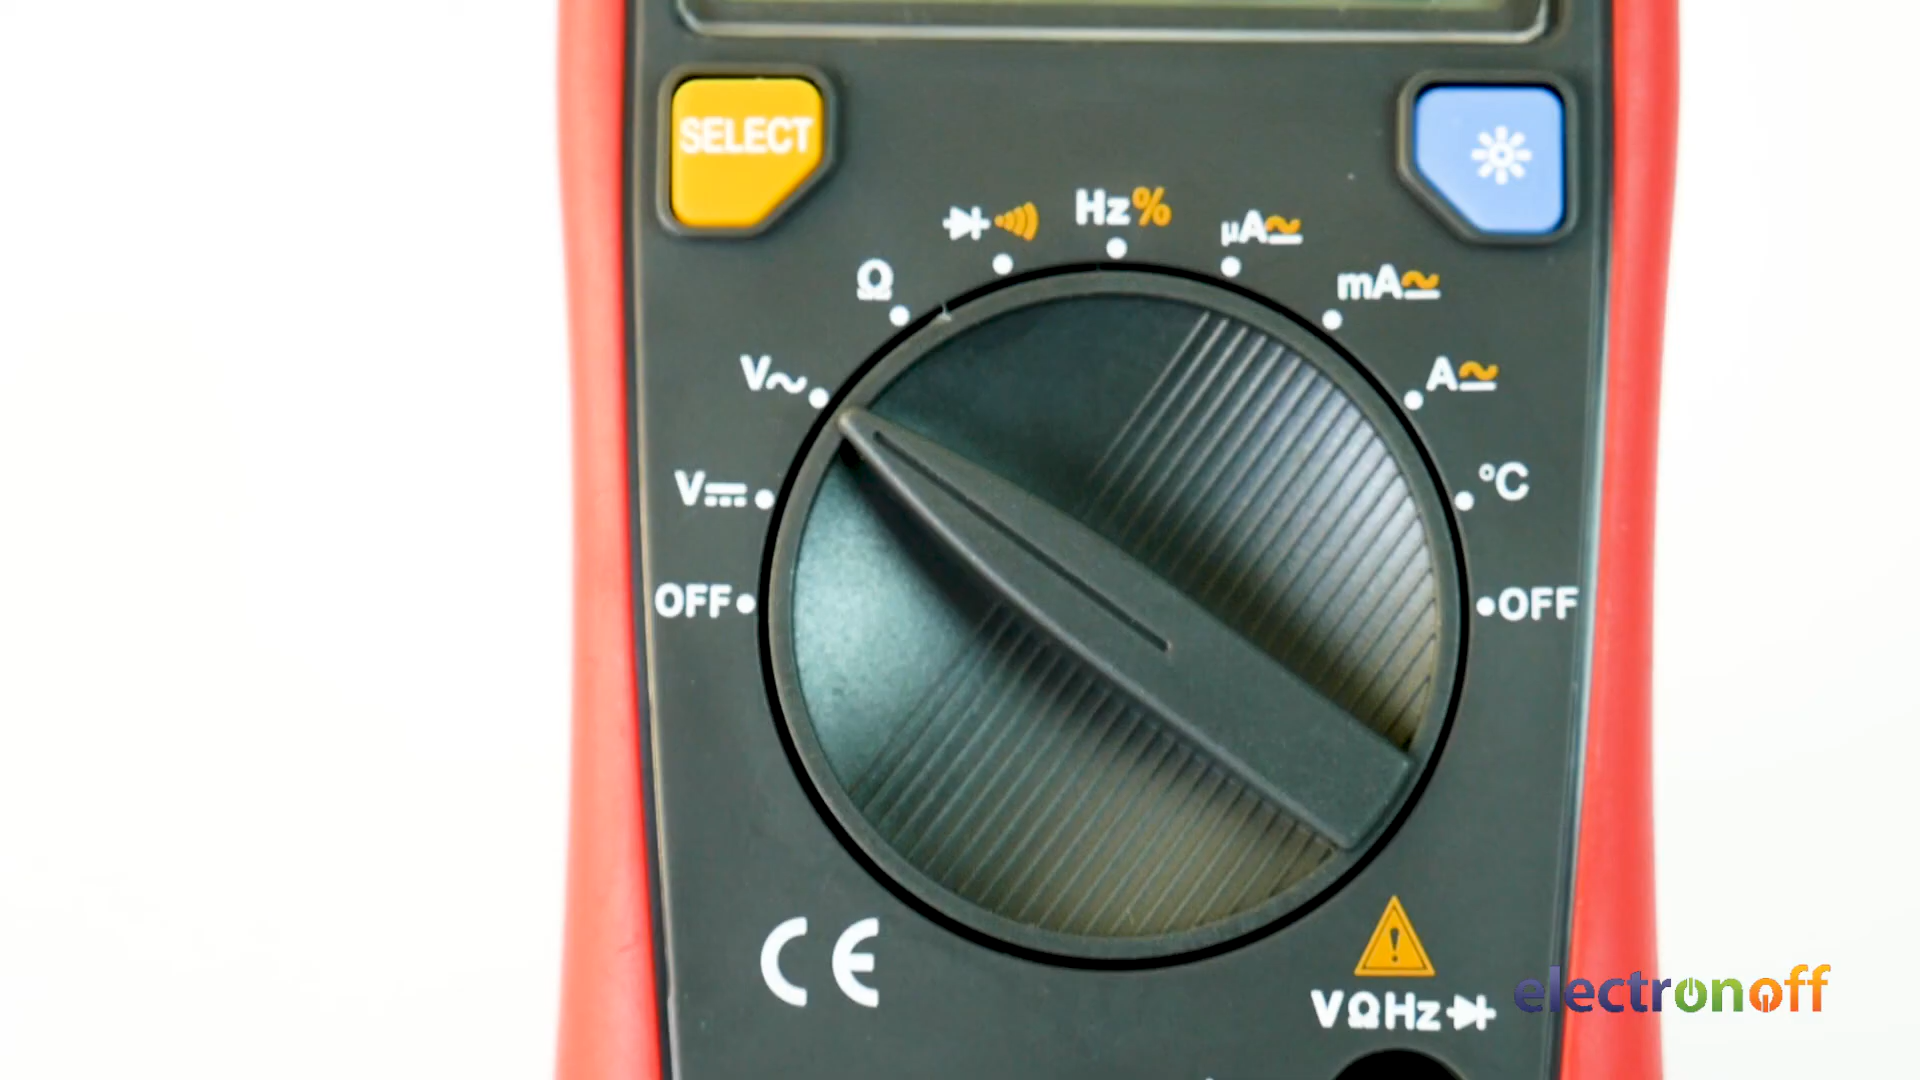 SELECT
Hz%
µA
Ω
mA
V~
A
V
°C
OFF
OFF
CE
VΩHz
electronoff